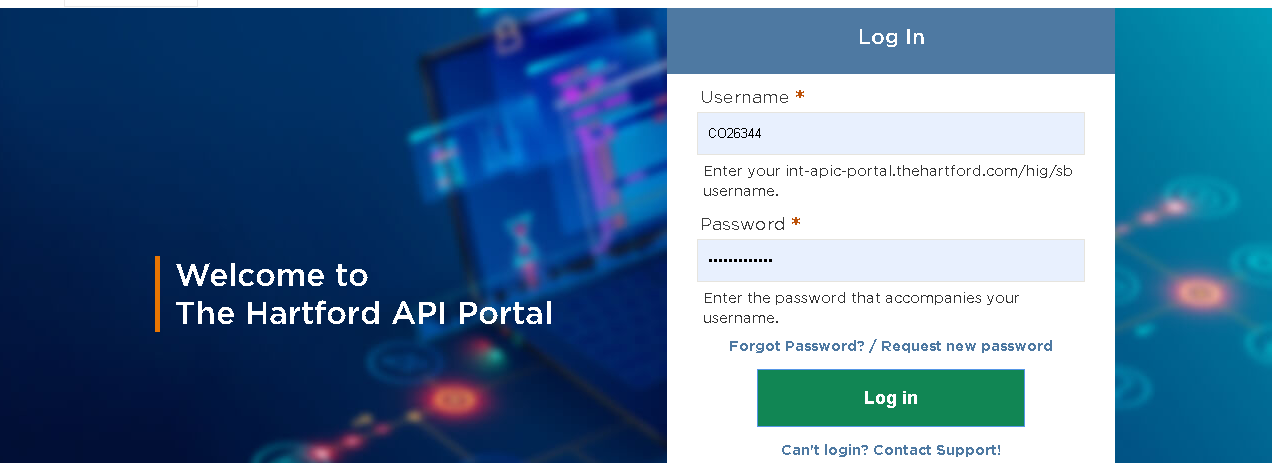 Log In
Username *
CO26344
Enter your int-apic-portal.thehartford.com/hig/sb
username.
Password *
•••••••••••••
Enter the password that accompanies your
username.
Forgot Password? / Request new password
Log in
Can't login? Contact Support!
Welcome to
The Hartford API Portal